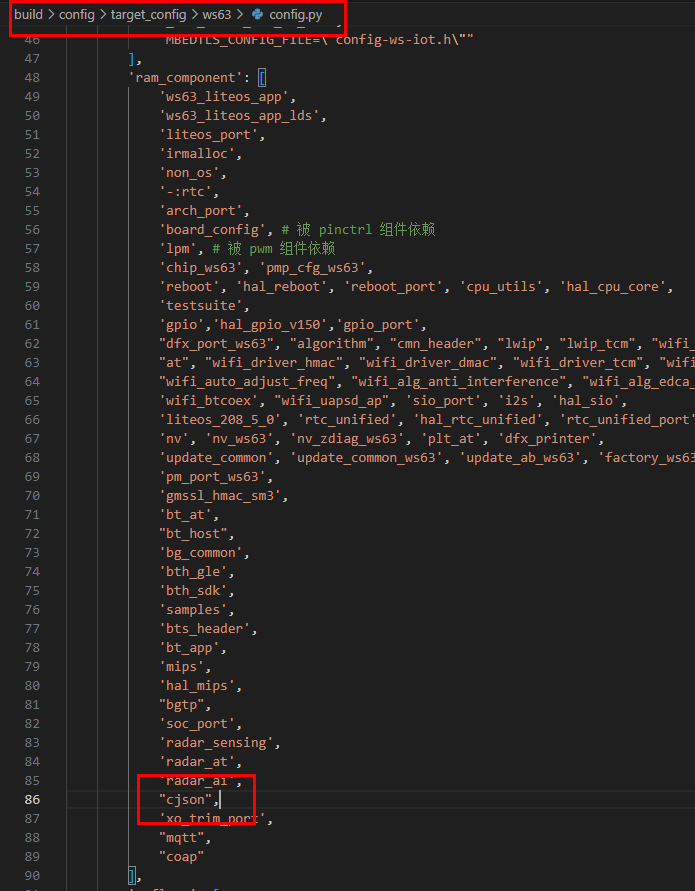 build > config > target_config > ws63 > config.py
46 MBEDTLS_CONFIG_FILE=\"config-ws-iot.h\""
47 ],
48 'ram_component': [
49 'ws63_liteos_app',
50 'ws63_liteos_app_lds',
51 'liteos_port',
52 'irmalloc',
53 'non_os',
54 '-:rtc',
55 'arch_port',
56 'board_config', # 被 pinctrl 组件依赖
57 'lpm', # 被 pwm 组件依赖
58 'chip_ws63', 'pmp_cfg_ws63',
59 'reboot', 'hal_reboot', 'reboot_port', 'cpu_utils', 'hal_cpu_core',
60 'testsuite',
61 'gpio','hal_gpio_v150','gpio_port',
62 "dfx_port_ws63", "algorithm", "cmn_header", "lwip", "lwip_tcm", "wifi_
63 "at", "wifi_driver_hmac", "wifi_driver_dmac", "wifi_driver_tcm", "wifi
64 "wifi_auto_adjust_freq", "wifi_alg_anti_interference", "wifi_alg_edca_
65 'wifi_btcoex', "wifi_uapsd_ap", 'sio_port', 'i2s', 'hal_sio',
66 'liteos_208_5_0', 'rtc_unified', 'hal_rtc_unified', 'rtc_unified_port'
67 'nv', 'nv_ws63', 'nv_zdiag_ws63', 'plt_at', 'dfx_printer',
68 'update_common', 'update_common_ws63', 'update_ab_ws63', 'factory_ws63
69 'pm_port_ws63',
70 'gmssl_hmac_sm3',
71 'bt_at',
72 "bt_host",
73 'bg_common',
74 'bth_gle',
75 'bth_sdk',
76 'samples',
77 'bts_header',
78 'bt_app',
79 'mips',
80 'hal_mips',
81 "bgtp",
82 'soc_port',
83 'radar_sensing',
84 'radar_at',
85 'radar_ai',
86 "cjson",
87 'xo_trim_port',
88 "mqtt",
89 "coap"
90 ],